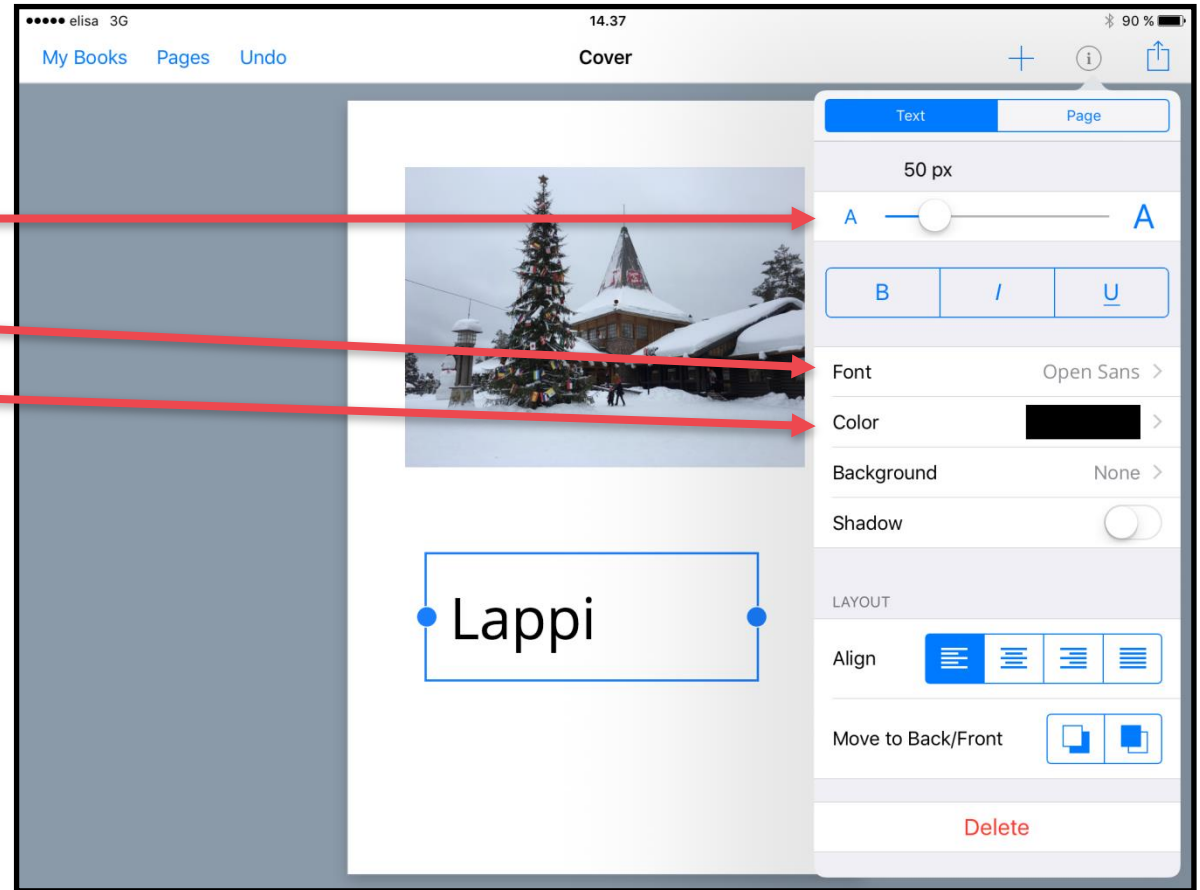 elisa 3G 14.37 90 %
My Books Pages Undo Cover
Text Page
50 px
A A
B I U
Font Open Sans
Color
Background None
Shadow
Lappi
LAYOUT
Align
Move to Back/Front
Delete